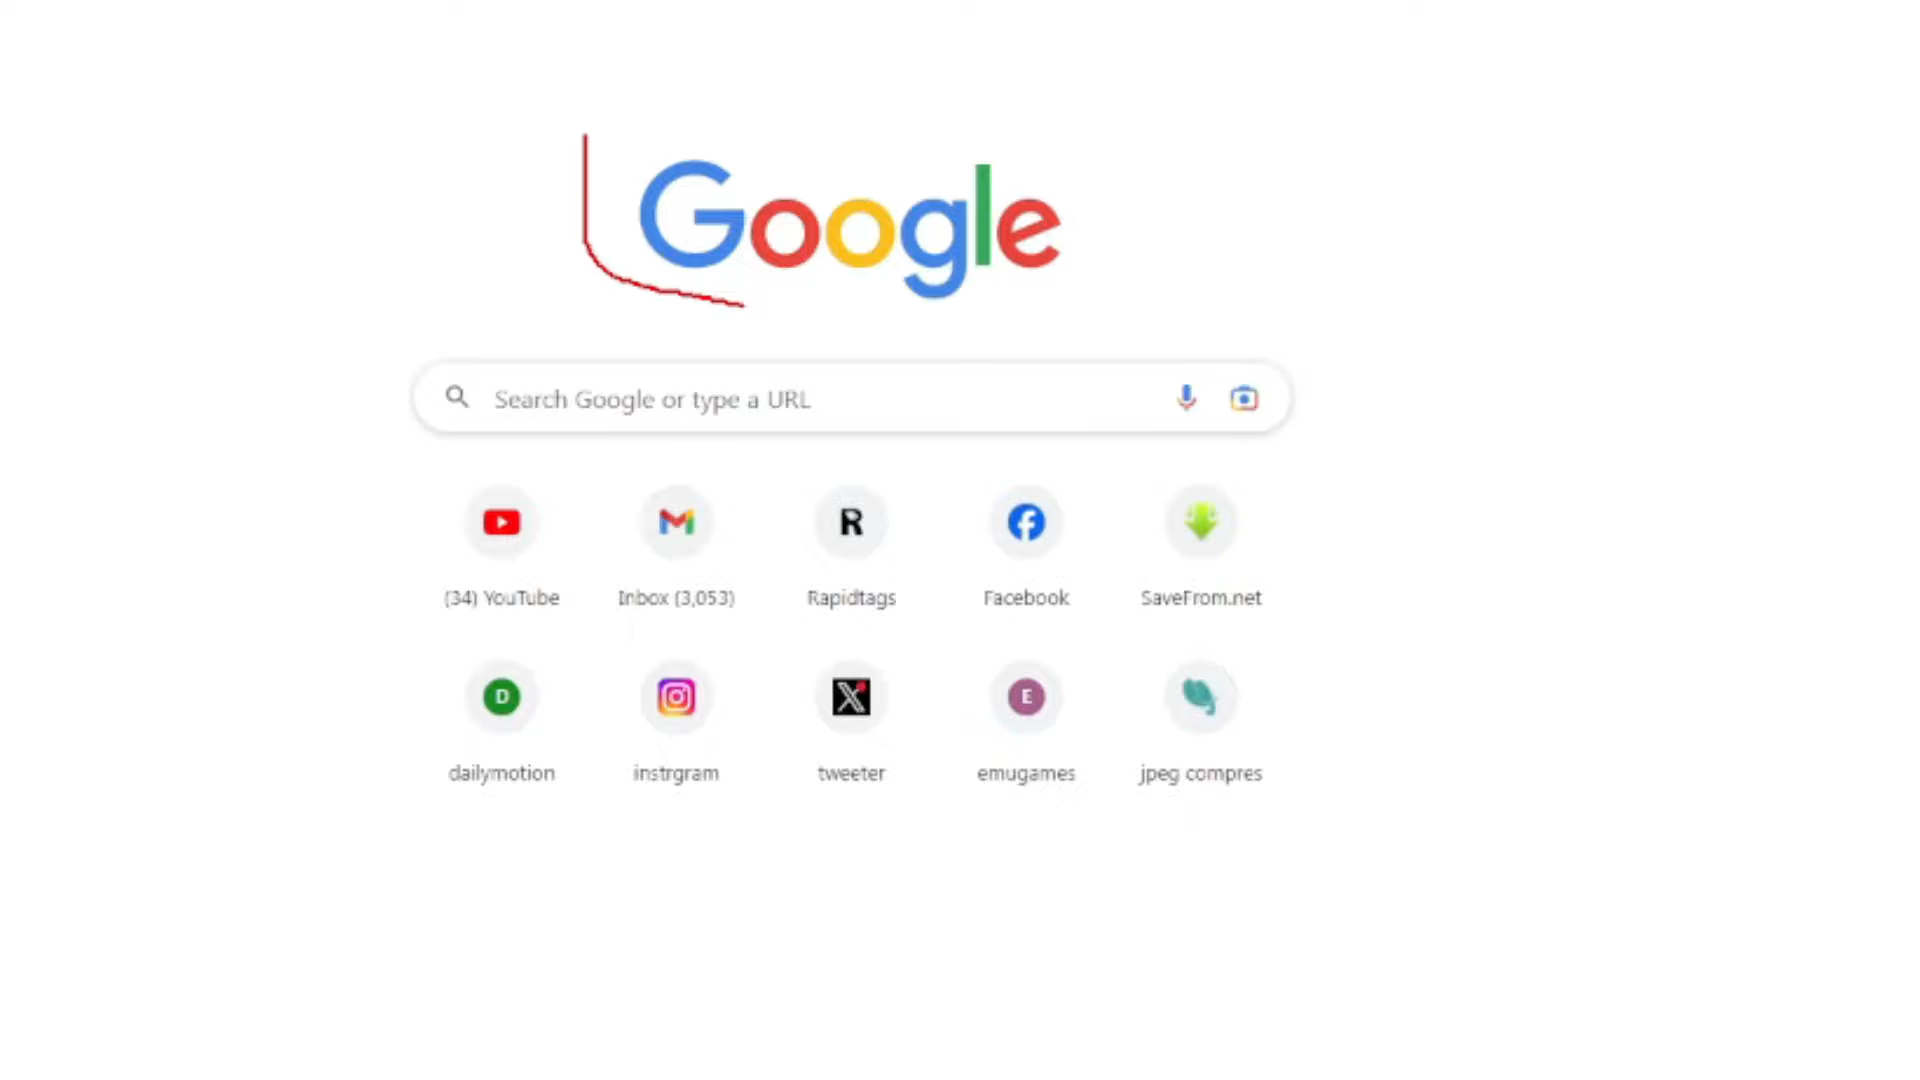 Google
Search Google or type a URL
R
(34) YouTube Inbox (3,053) Rapidtags Facebook SaveFrom.net
D X E
dailymotion instrgram tweeter emugames jpeg compres